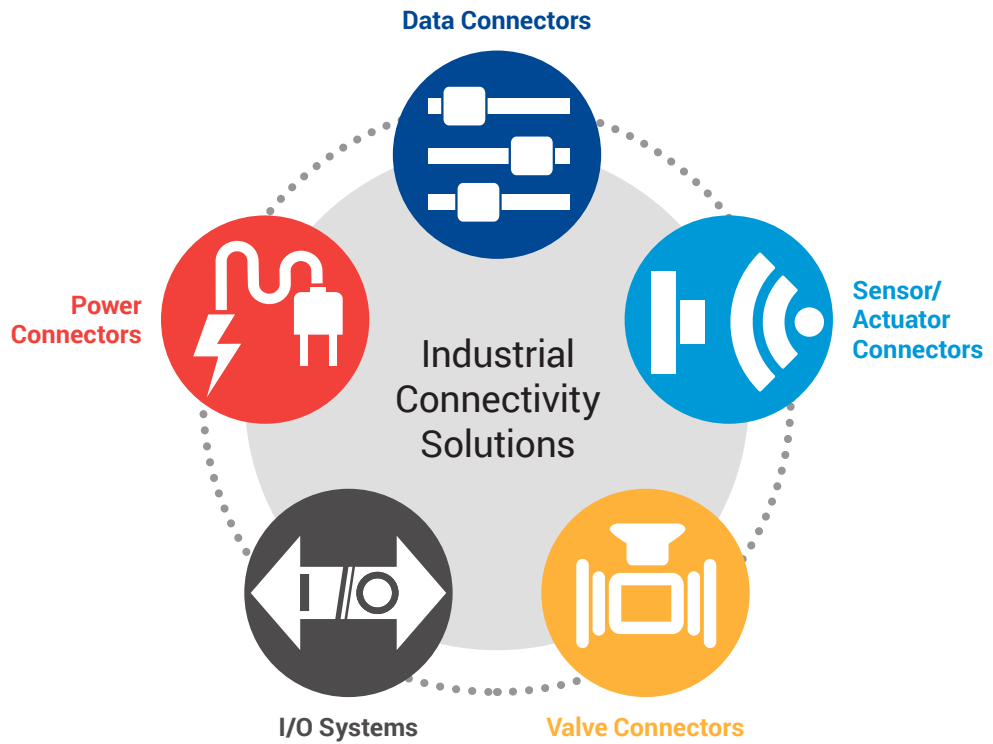 Data Connectors
Power
Connectors
Sensor/
Actuator
Connectors
Industrial
Connectivity
Solutions
I/O
I/O Systems
Valve Connectors